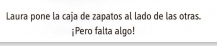 Laura pone la caja de zapatos al lado de las otras.
¡Pero falta algo!